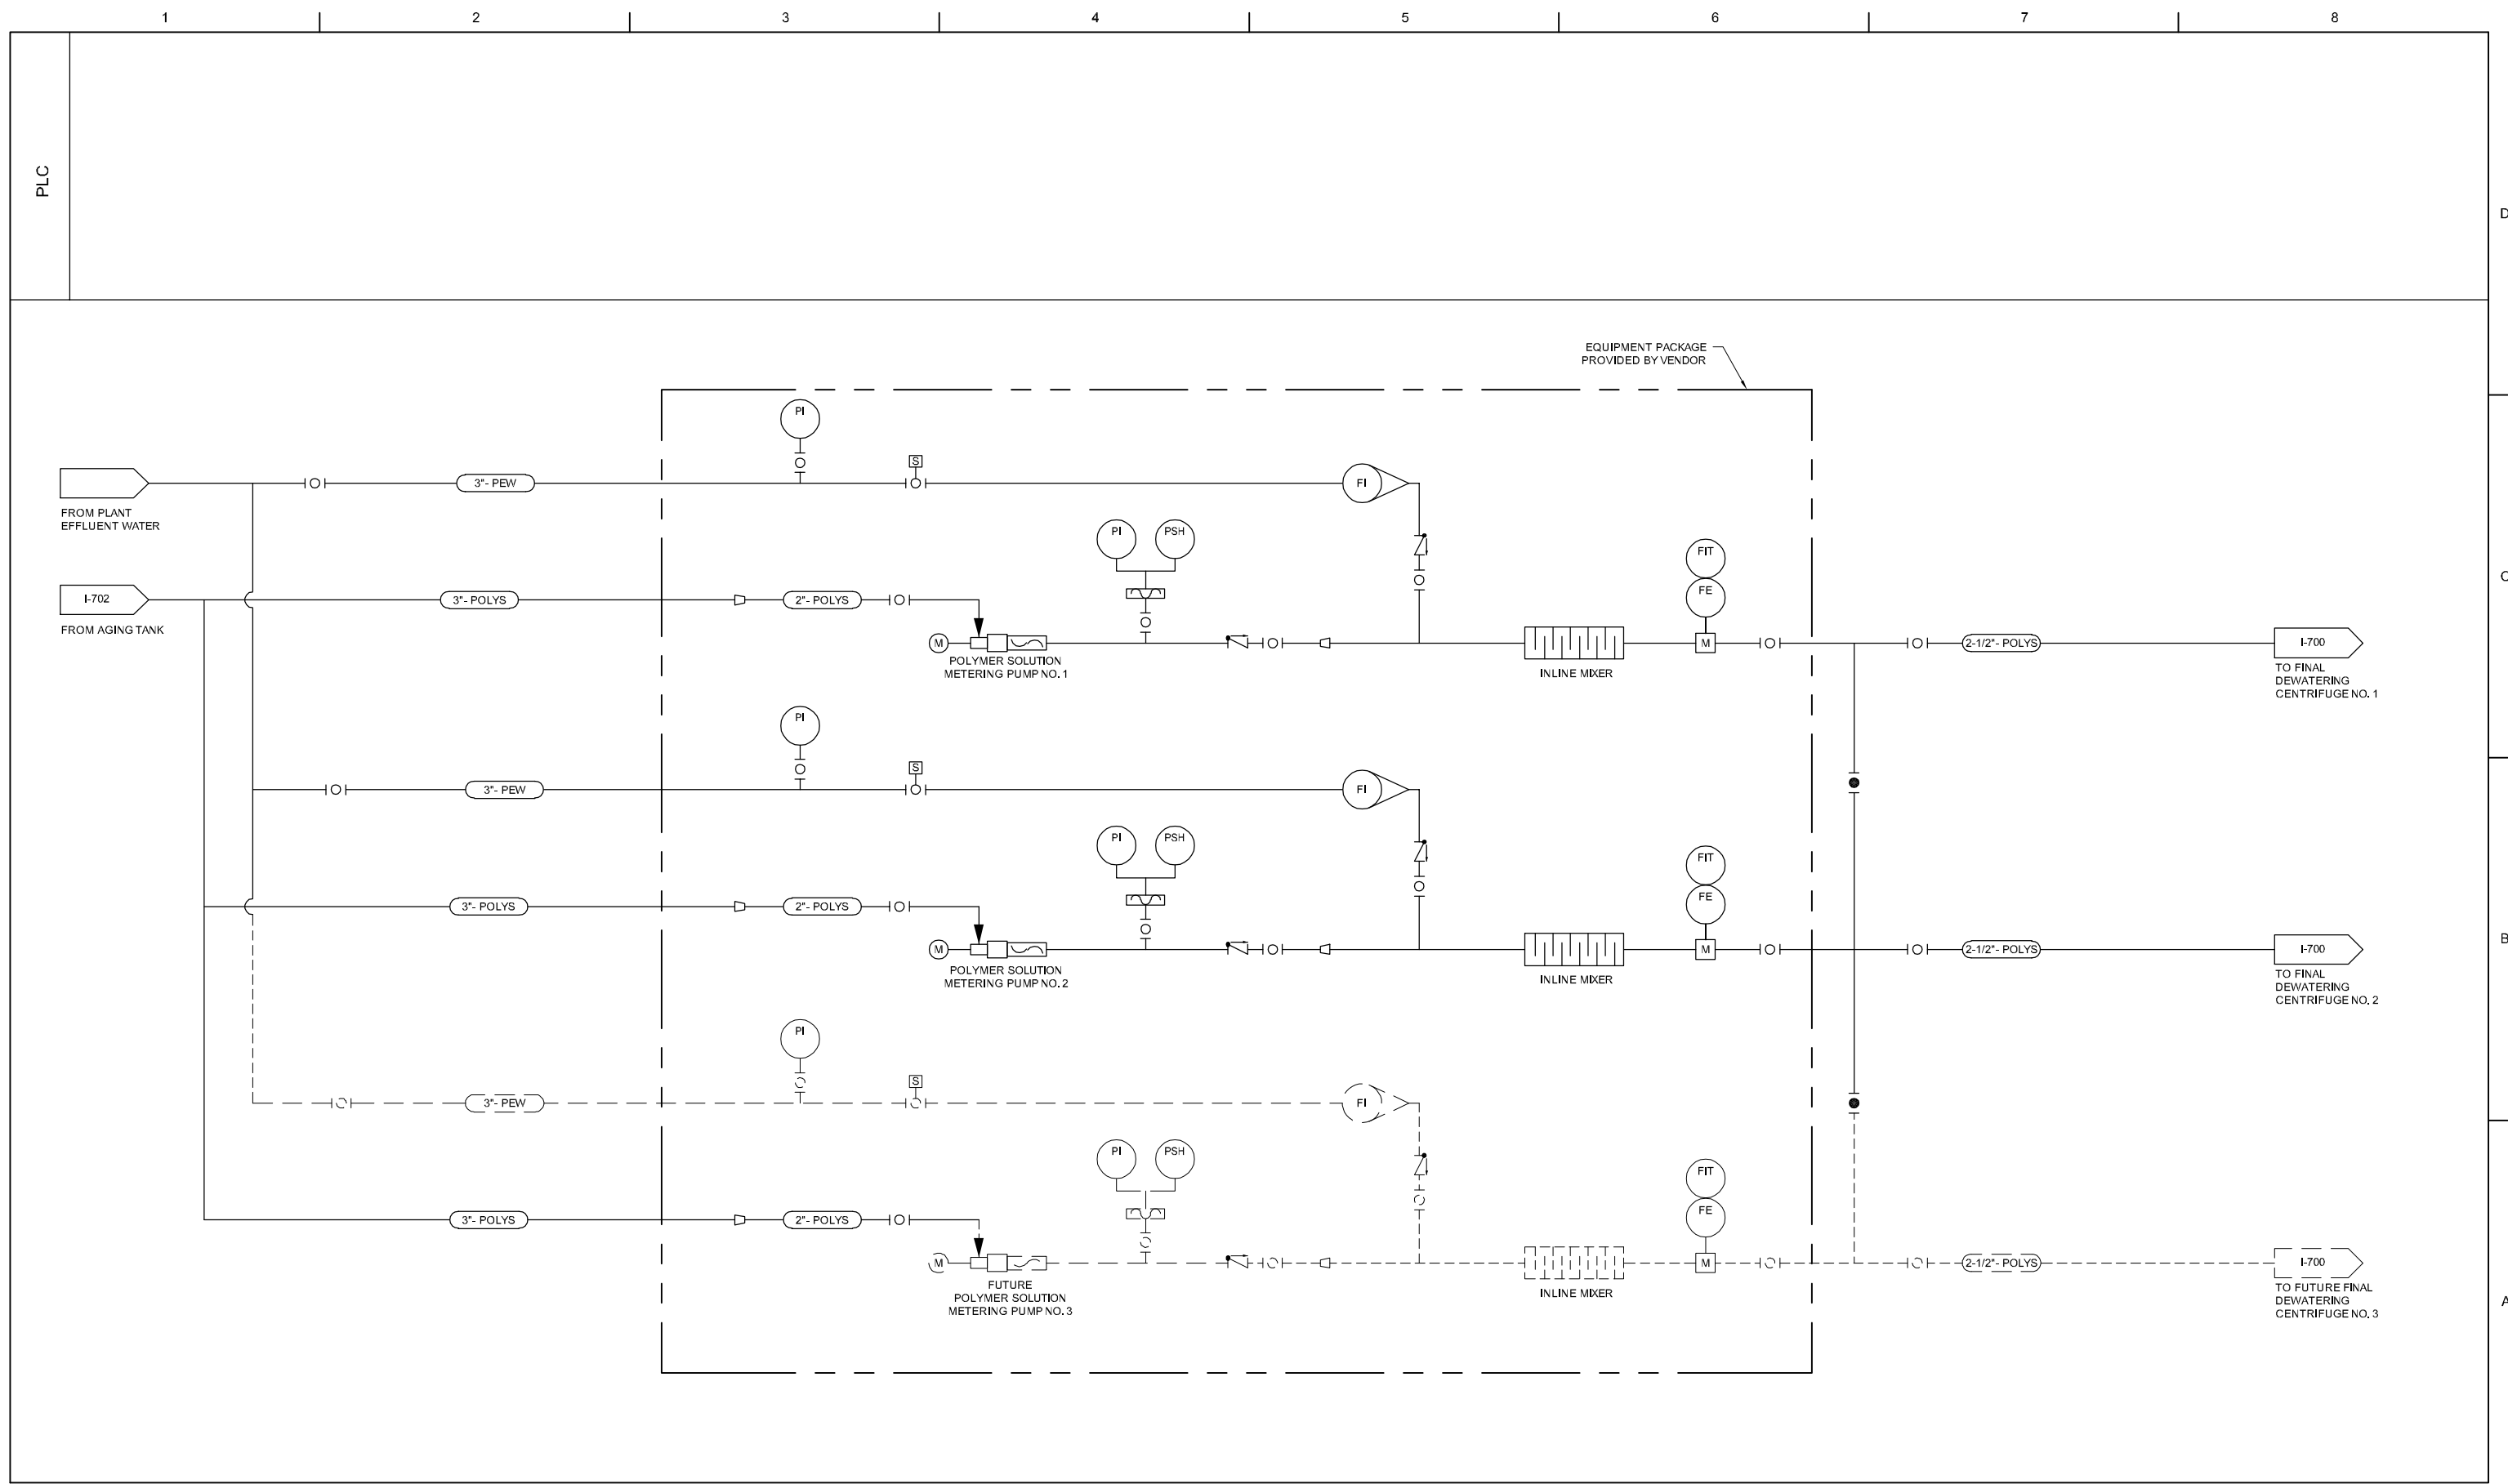 1 2 3 4 5 6 7 8
PLC
D
EQUIPMENT PACKAGE
PROVIDED BY VENDOR
PI
S
3"- PEW
FI
FROM PLANT
EFFLUENT WATER
PI PSH
FIT
C
I-702
3"- POLYS
2"- POLYS
FE
FROM AGING TANK
M
M
I-700
2-1/2"- POLYS
POLYMER SOLUTION
METERING PUMP NO. 1
INLINE MIXER
TO FINAL
DEWATERING
CENTRIFUGE NO. 1
PI
S
3"- PEW
FI
PI PSH
FIT
3"- POLYS
2"- POLYS
FE
B
M
M
2-1/2"- POLYS
I-700
POLYMER SOLUTION
METERING PUMP NO. 2
INLINE MIXER
TO FINAL
DEWATERING
CENTRIFUGE NO. 2
PI
S
3"- PEW
FI
PI PSH
FIT
3"- POLYS
2"- POLYS
FE
M
M
2-1/2"- POLYS
I-700
FUTURE
POLYMER SOLUTION
METERING PUMP NO. 3
INLINE MIXER
TO FUTURE FINAL
DEWATERING
CENTRIFUGE NO. 3
A